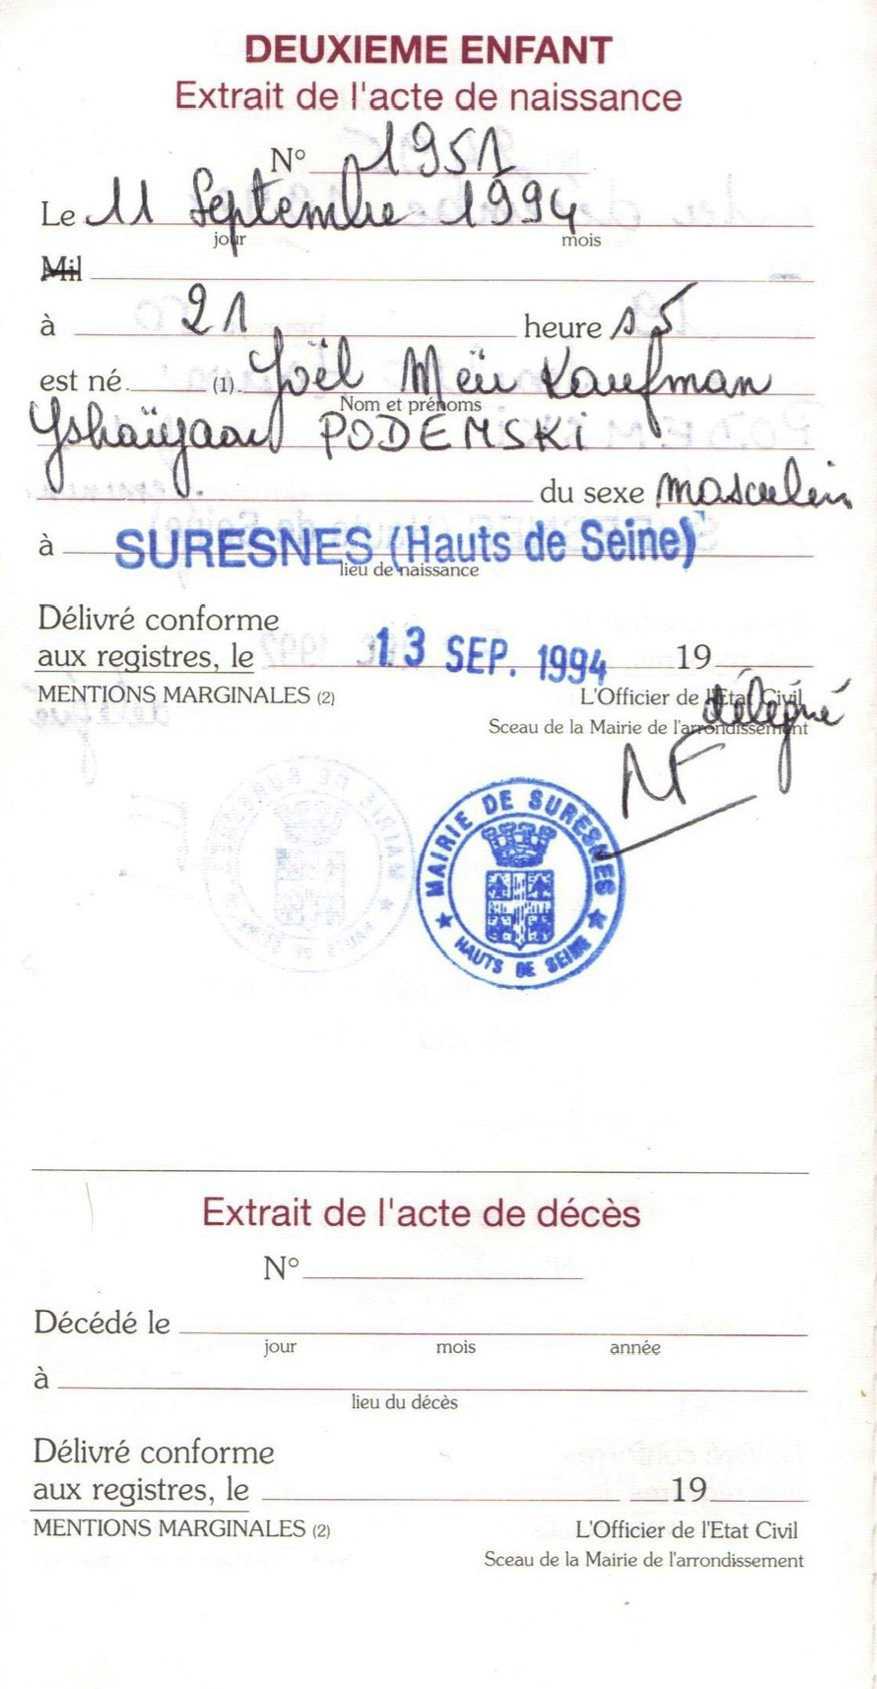 DEUXIEME ENFANT
Extrait de l'acte de naissance
N° 1951
Le 11 Septembre 1994
jour mois
Mil
à 21 heure 15
est né (1) Joël Meïr Kaufman
Nom et prénoms
PODEMSKI
du sexe masculin
à SURESNES (Hauts de Seine)
lieu de naissance
Délivré conforme
aux registres, le 13 SEP. 1994 19
MENTIONS MARGINALES (2) L'Officier de l'Etat Civil
délégué
Sceau de la Mairie de l'arrondissement
MAIRIE DE SURESNES
HAUTS DE SEINE
Extrait de l'acte de décès
N°
Décédé le
jour mois année
à
lieu du décès
Délivré conforme
aux registres, le 19
MENTIONS MARGINALES (2) L'Officier de l'Etat Civil
Sceau de la Mairie de l'arrondissement